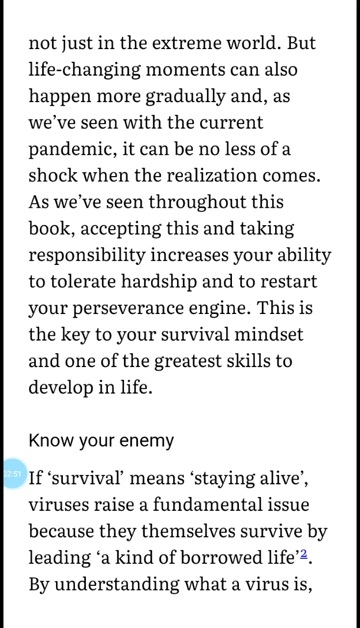 not just in the extreme world. But
life-changing moments can also
happen more gradually and, as
we’ve seen with the current
pandemic, it can be no less of a
shock when the realization comes.
As we’ve seen throughout this
book, accepting this and taking
responsibility increases your ability
to tolerate hardship and to restart
your perseverance engine. This is
the key to your survival mindset
and one of the greatest skills to
develop in life.
Know your enemy
02:51
If ‘survival’ means ‘staying alive’,
viruses raise a fundamental issue
because they themselves survive by
leading ‘a kind of borrowed life’2.
By understanding what a virus is,